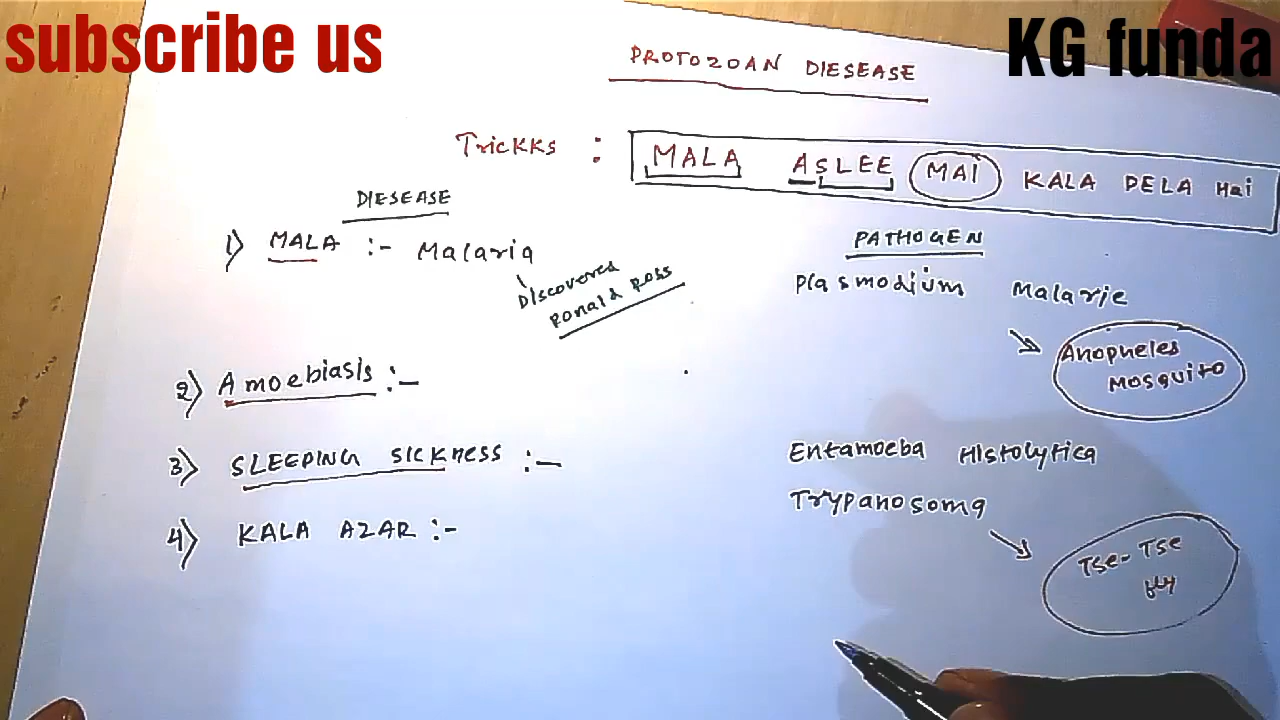 subscribe us
KG funda
PROTOZOAN DIESEASE
TricKKs : MALA ASLEE MAI KALA PELA Hai
DIESEASE
PATHOGEN
1) MALA :- Malaria
Discovered
Ronald Ross
Plasmodium Malarie
Anopheles
Mosquito
2) Amoebiasis :-
Entamoeba Histolytica
3) SLEEPING SICKNESS :-
Trypanosoma
Tse-Tse
fly
4) KALA AZAR :-